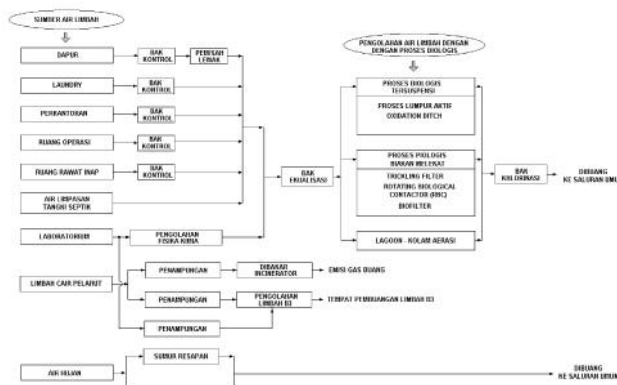 SUMBER AIR LIMBAH
DAPUR
BAK
KONTROL
PEMISAH
LEMAK
LAUNDRY
BAK
KONTROL
PERKANTORAN
BAK
KONTROL
RUANG OPERASI
BAK
KONTROL
RUANG RAWAT INAP
BAK
KONTROL
AIR LIMPASAN
TANGKI SEPTIK
LABORATORIUM
PENGOLAHAN
FISIKA KIMIA
BAK
EKUALISASI
PENGOLAHAN AIR LIMBAH DENGAN
DENGAN PROSES BIOLOGIS
PROSES BIOLOGIS
TERSUSPENSI
PROSES LUMPUR AKTIF
OXIDATION DITCH
PROSES PIOLOGIS
BIAKAN MELEKAT
TRICKLING FILTER
ROTATING BIOLOGICAL
CONTACTOR (RBC)
BIOFILTER
LAGOON - KOLAM AERASI
BAK
KHLORINASI
DIBUANG
KE SALURAN UMUM
LIMBAH CAIR PELARUT
PENAMPUNGAN
DIBAKAR
INCINERATOR
EMISI GAS BUANG
PENAMPUNGAN
PENGOLAHAN
LIMBAH B3
TEMPAT PEMBUANGAN LIMBAH B3
PENAMPUNGAN
AIR HUJAN
SUMUR RESAPAN
DIBUANG
KE SALURAN UMUM